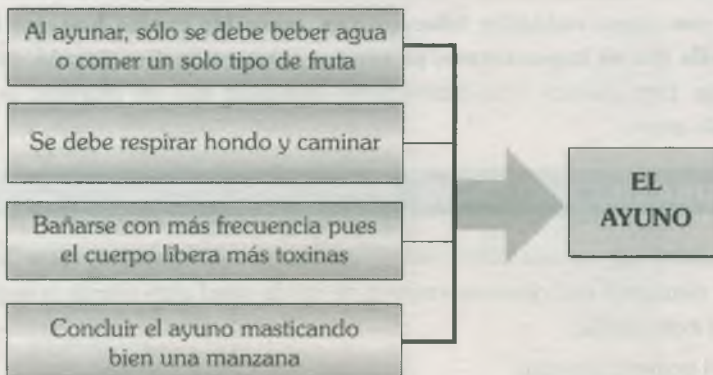 Al ayunar, sólo se debe beber agua
o comer un solo tipo de fruta
Se debe respirar hondo y caminar
Bañarse con más frecuencia pues
el cuerpo libera más toxinas
Concluir el ayuno masticando
bien una manzana
EL
AYUNO